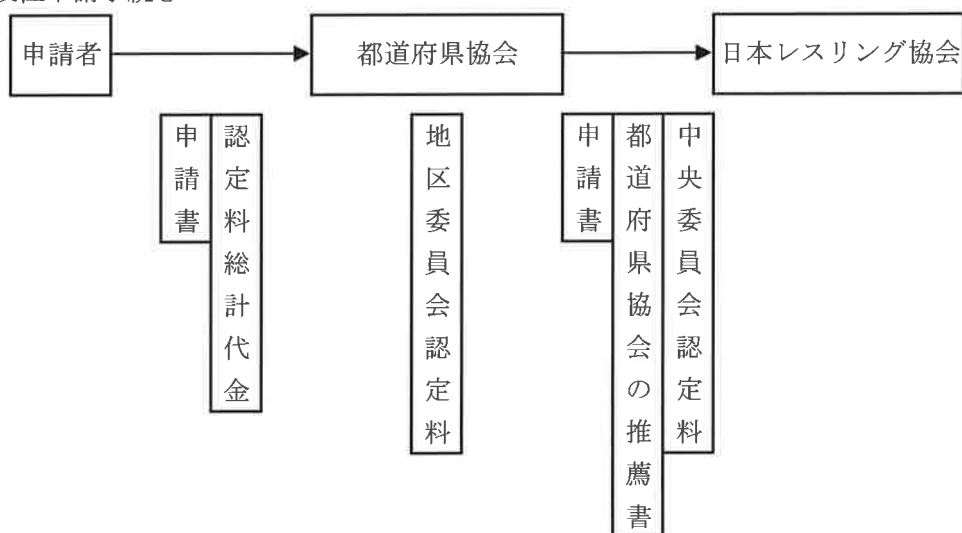 申請手続き
申請者
都道府県協会
日本レスリング協会
申請書
認定料総計代金
地区委員会認定料
申請書
都道府県協会の推薦書
中央委員会認定料